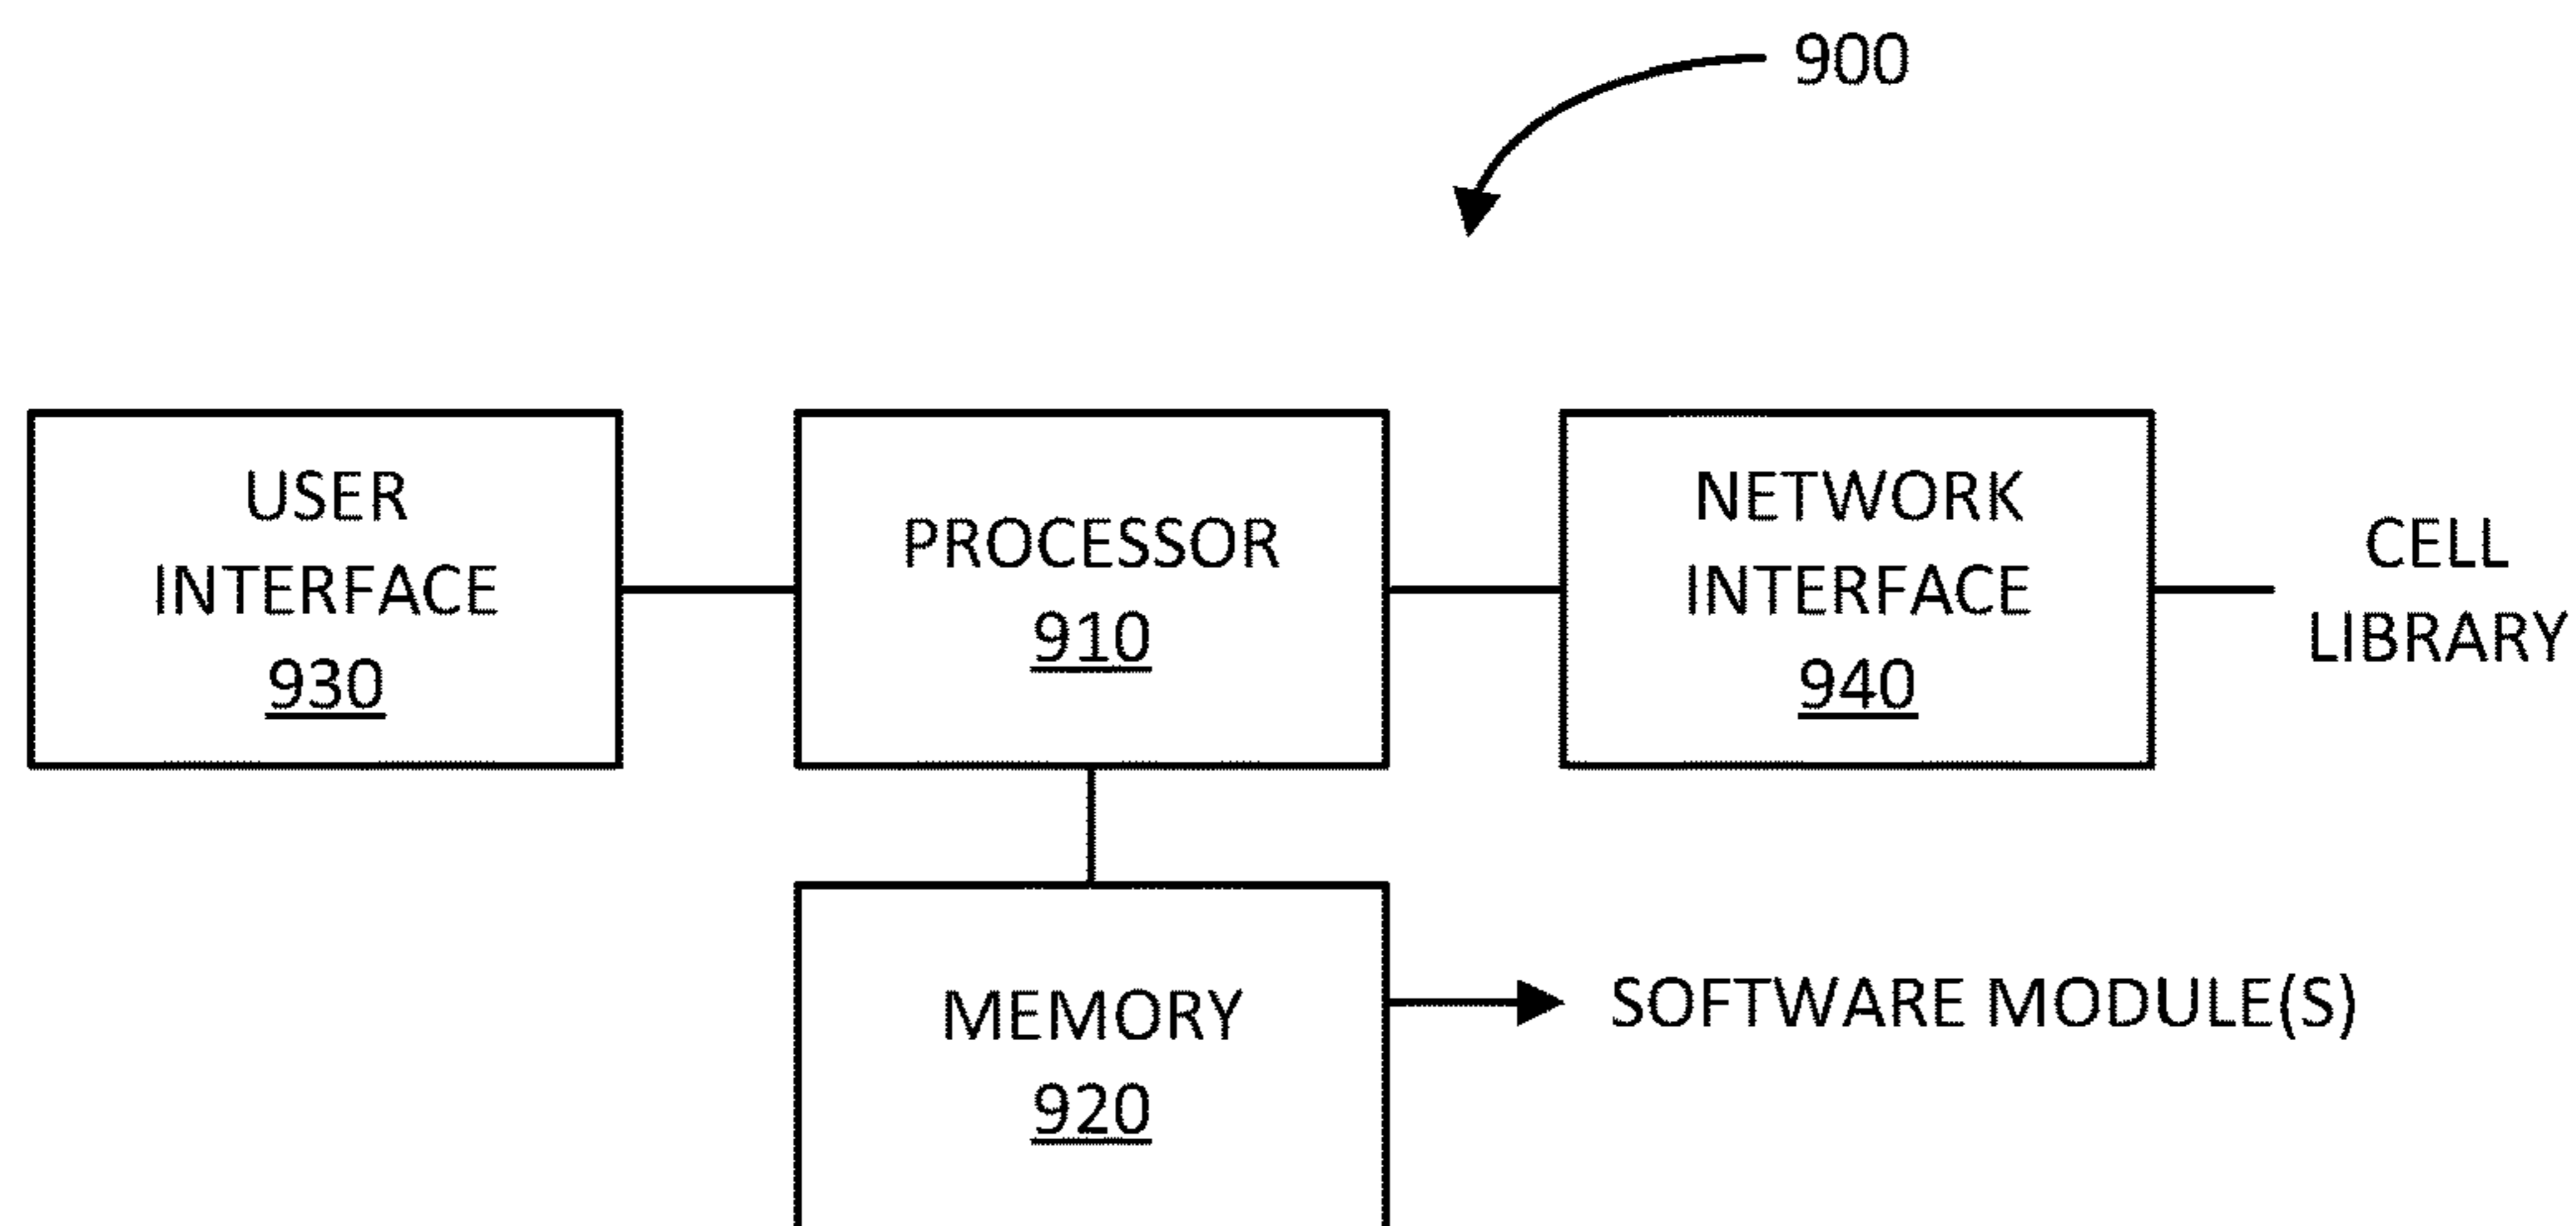 900
USER
INTERFACE
930
PROCESSOR
910
NETWORK
INTERFACE
940
CELL
LIBRARY
MEMORY
920
SOFTWARE MODULE(S)